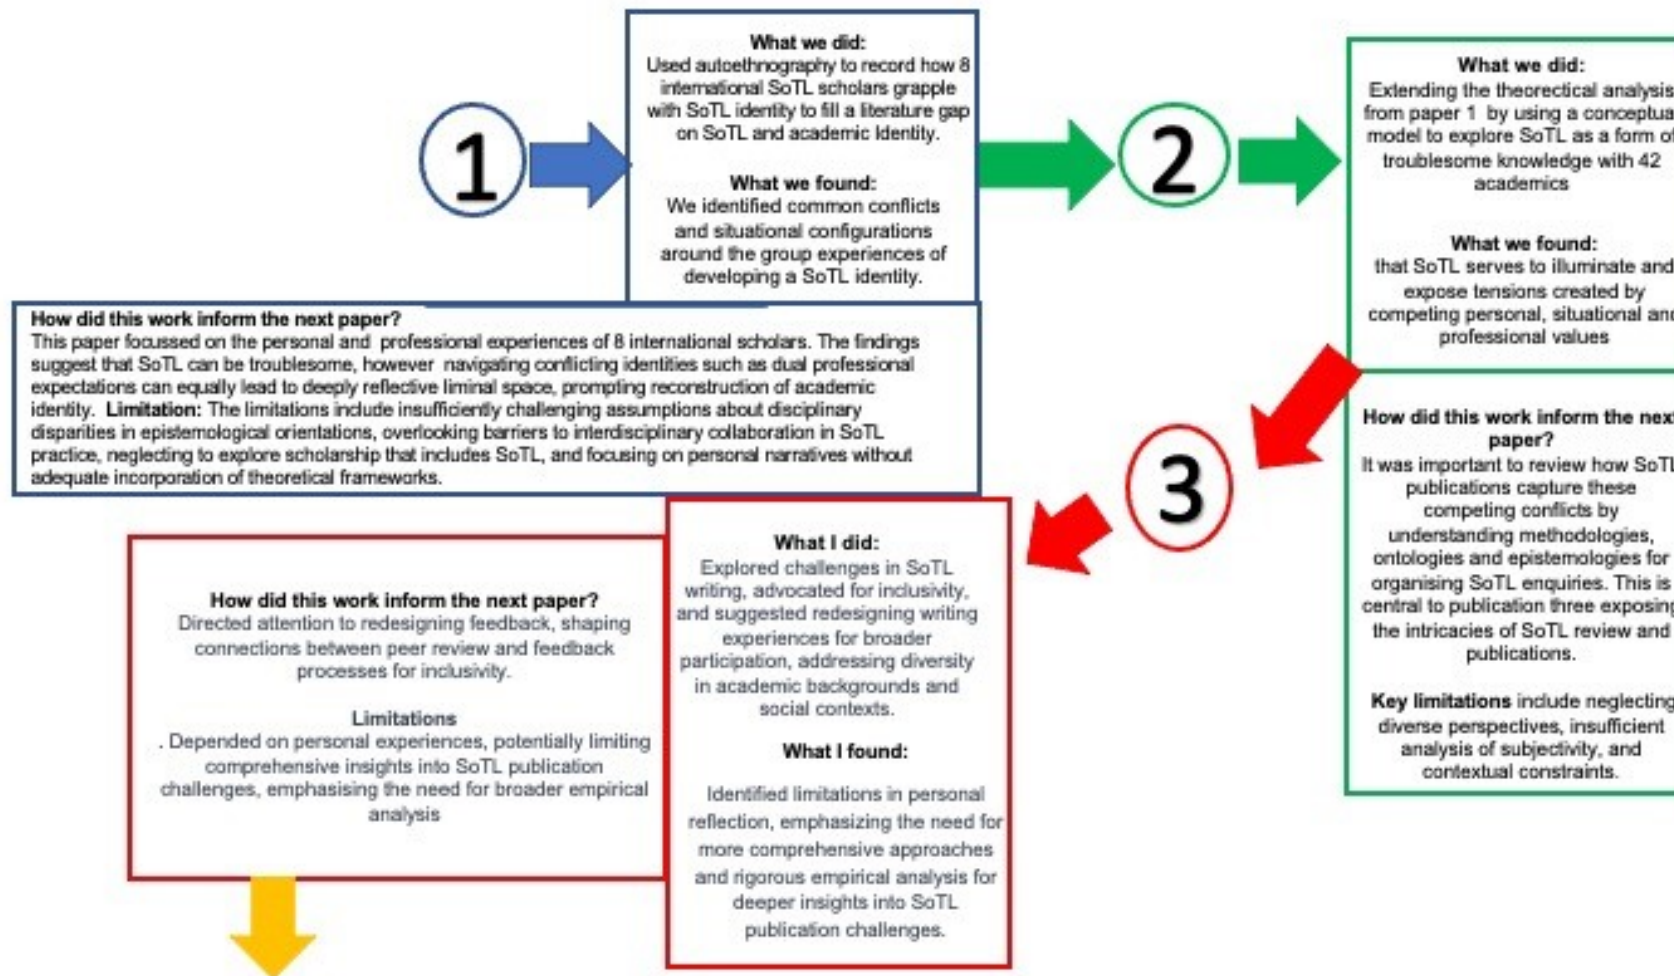 1
What we did:
Used autoethnography to record how 8
international SoTL scholars grapple
with SoTL identity to fill a literature gap
on SoTL and academic Identity.
What we found:
We identified common conflicts
and situational configurations
around the group experiences of
developing a SoTL identity.
How did this work inform the next paper?
This paper focussed on the personal and professional experiences of 8 international scholars. The findings
suggest that SoTL can be troublesome, however navigating conflicting identities such as dual professional
expectations can equally lead to deeply reflective liminal space, prompting reconstruction of academic
identity. Limitation: The limitations include insufficiently challenging assumptions about disciplinary
disparities in epistemological orientations, overlooking barriers to interdisciplinary collaboration in SoTL
practice, neglecting to explore scholarship that includes SoTL, and focusing on personal narratives without
adequate incorporation of theoretical frameworks.
2
What we did:
Extending the theorectical analysis
from paper 1 by using a conceptua
model to explore SoTL as a form of
troublesome knowledge with 42
academics
What we found:
that SoTL serves to illuminate and
expose tensions created by
competing personal, situational and
professional values
How did this work inform the next
paper?
It was important to review how SoTL
publications capture these
competing conflicts by
understanding methodologies,
ontologies and epistemologies for
organising SoTL enquiries. This is
central to publication three exposing
the intricacies of SoTL review and
publications.
Key limitations include neglecting
diverse perspectives, insufficient
analysis of subjectivity, and
contextual constraints.
3
What I did:
Explored challenges in SoTL
writing, advocated for inclusivity,
and suggested redesigning writing
experiences for broader
participation, addressing diversity
in academic backgrounds and
social contexts.
What I found:
Identified limitations in personal
reflection, emphasizing the need for
more comprehensive approaches
and rigorous empirical analysis for
deeper insights into SoTL
publication challenges.
How did this work inform the next paper?
Directed attention to redesigning feedback, shaping
connections between peer review and feedback
processes for inclusivity.
Limitations
. Depended on personal experiences, potentially limiting
comprehensive insights into SoTL publication
challenges, emphasising the need for broader empirical
analysis